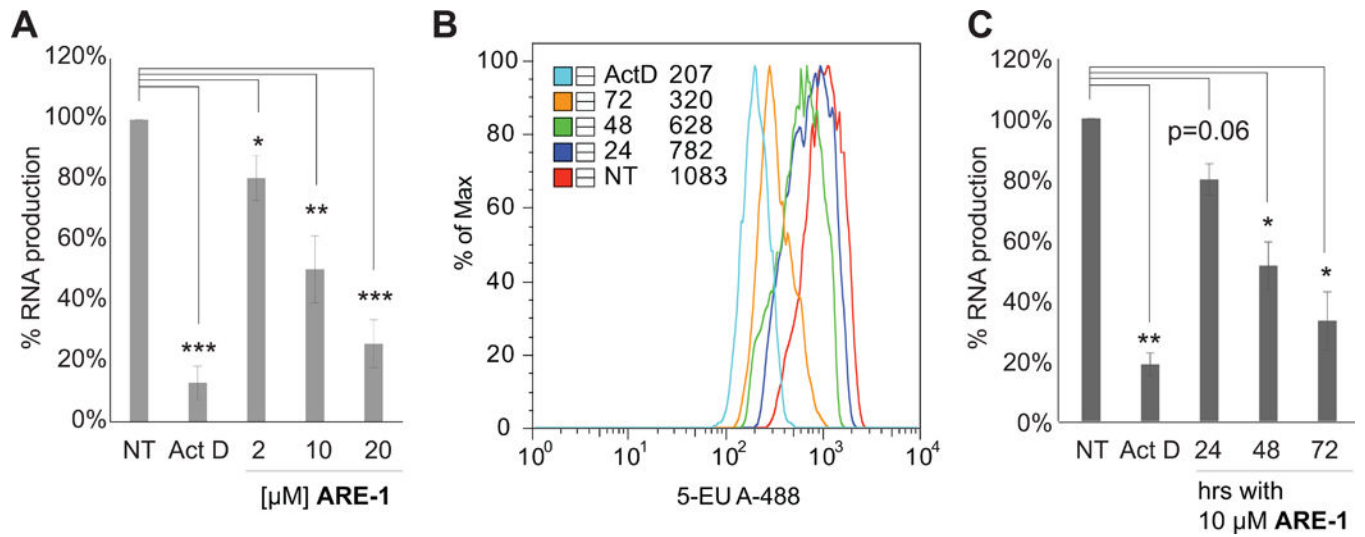 A
120%
100%
80%
60%
40%
20%
0%
% RNA production
*
**
***
***
NT Act D 2 10 20
[μM] ARE-1
B
100
80
60
40
20
0
% of Max
ActD 207
72 320
48 628
24 782
NT 1083
10^0 10^1 10^2 10^3 10^4
5-EU A-488
C
120%
100%
80%
60%
40%
20%
0%
% RNA production
p=0.06
*
*
**
NT Act D 24 48 72
hrs with
10 μM ARE-1